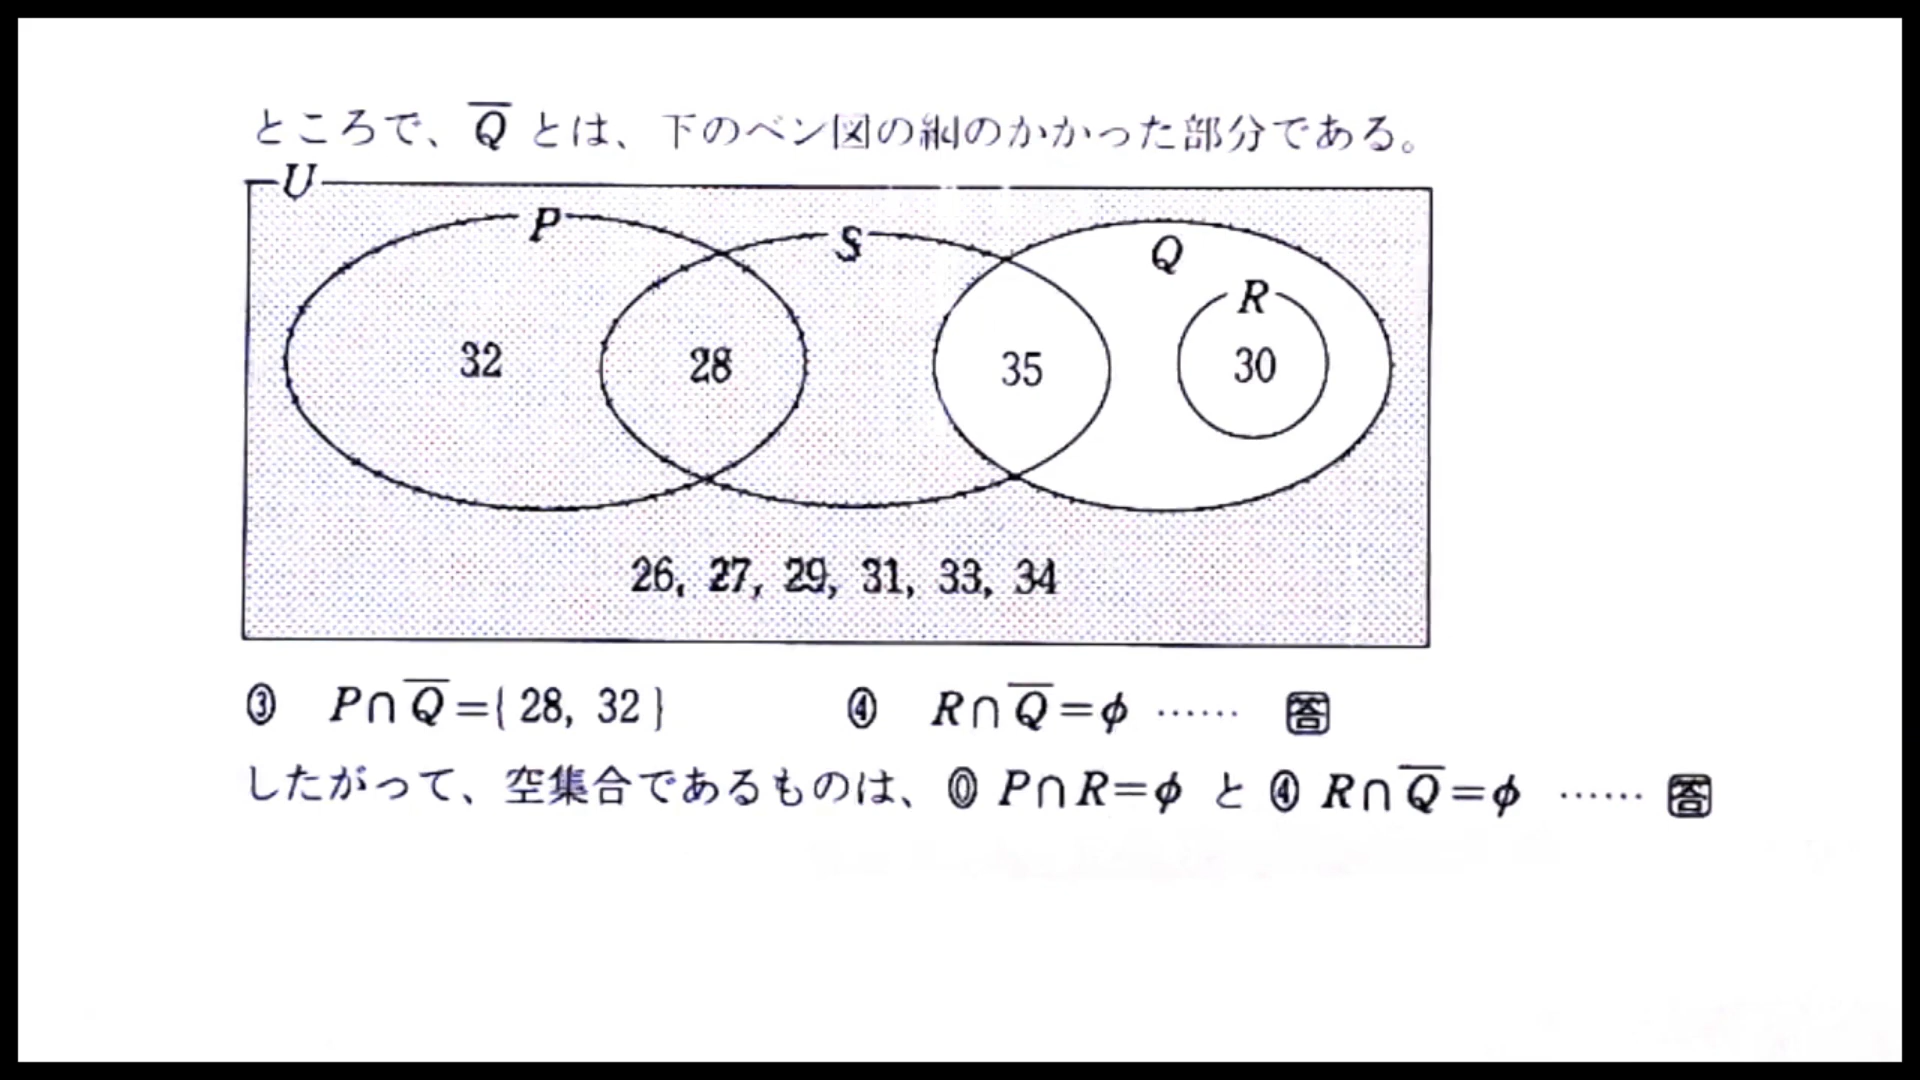 ところで、Q̅ とは、下のベン図の網のかかった部分である。
U
P
S
Q
R
32
28
35
30
26, 27, 29, 31, 33, 34
③ P∩Q̅={ 28, 32 } ④ R∩Q̅=φ …… 答
したがって、空集合であるものは、⓪ P∩R=φ と ④ R∩Q̅=φ …… 答